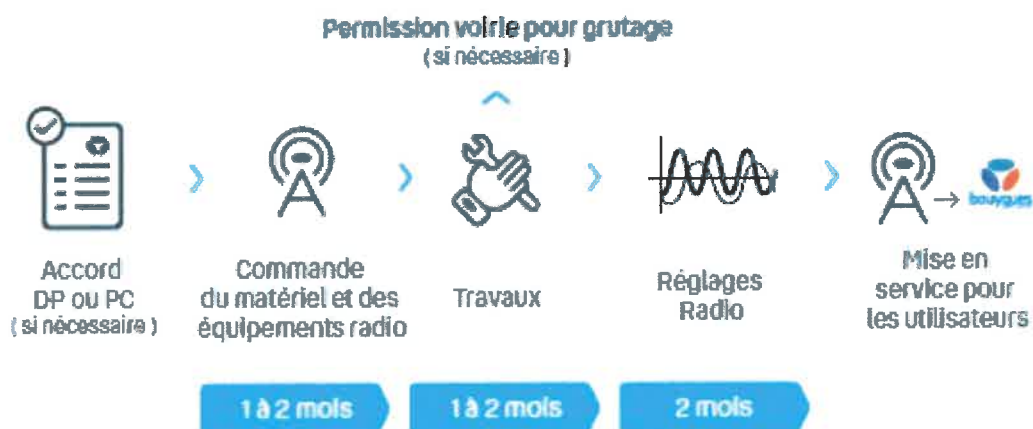 Permission voirie pour grutage
(si nécessaire)
Accord
DP ou PC
(si nécessaire)
Commande
du matériel et des
équipements radio
Travaux
Réglages
Radio
bouygues
Mise en
service pour
les utilisateurs
1 à 2 mois
1 à 2 mois
2 mois